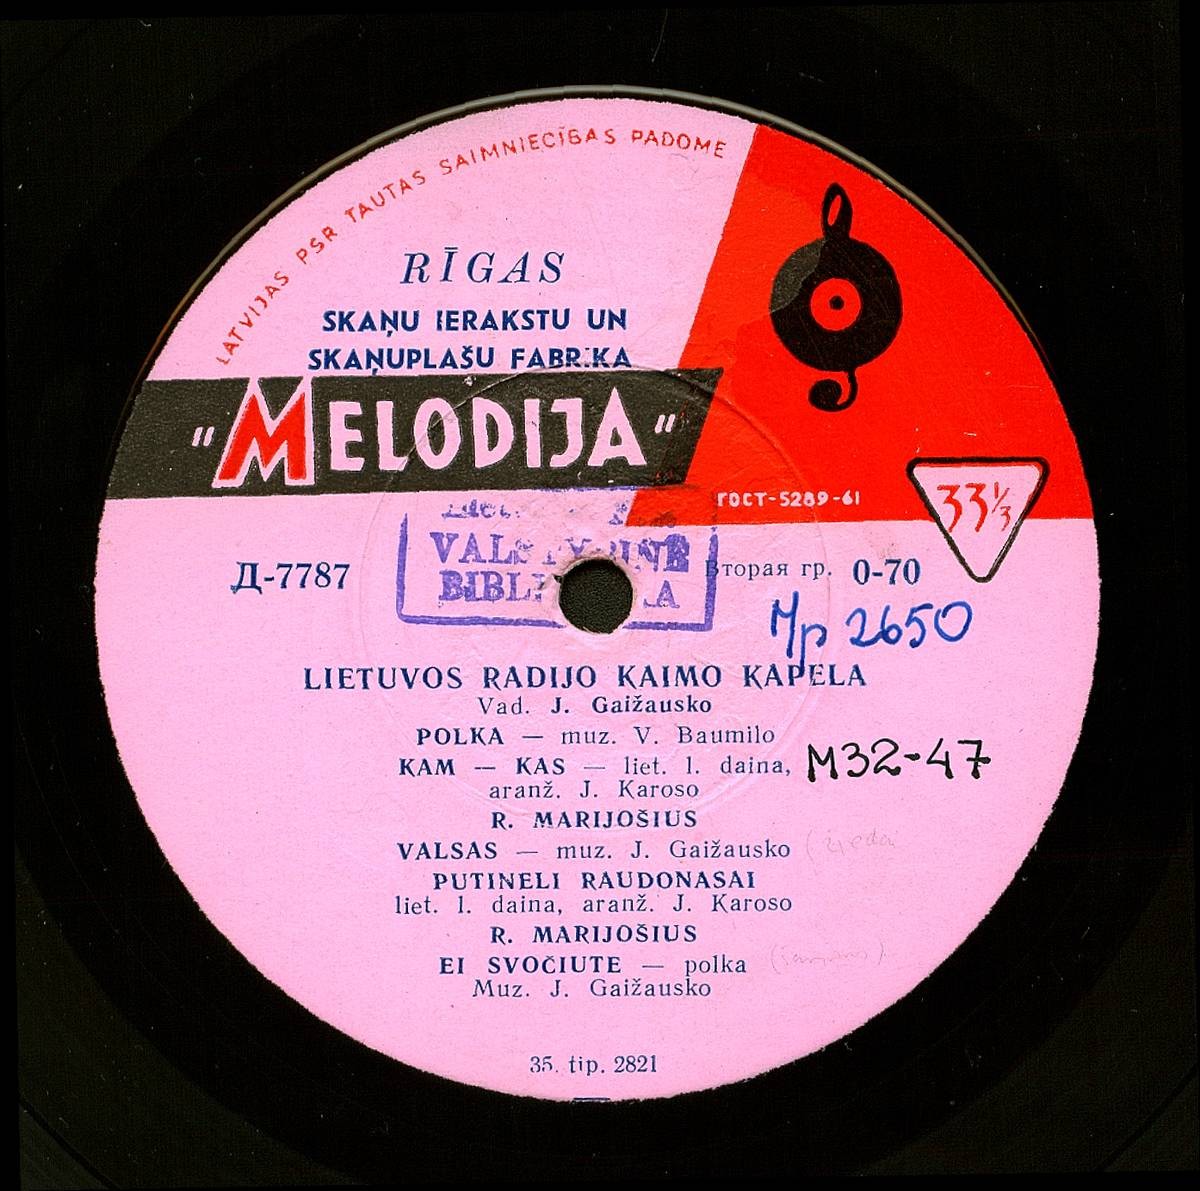 LATVIJAS PSR TAUTAS SAIMNIECĪBAS PADOME
RĪGAS
SKAŅU IERAKSTU UN
SKAŅUPLAŠU FABRIKA
"MELODIJA"
ГОСТ-5289-61
33⅓
VALSTYBINĖ
Д-7787
Вторая гр. 0-70
BIBLI A
Mp 2650
LIETUVOS RADIJO KAIMO KAPELA
Vad. J. Gaižausko
POLKA — muz. V. Baumilo
KAM — KAS — liet. l. daina,
M32-47
aranž. J. Karoso
R. MARIJOŠIUS
VALSAS — muz. J. Gaižausko
PUTINELI RAUDONASAI
liet. l. daina, aranž. J. Karoso
R. MARIJOŠIUS
EI SVOČIUTE — polka
Muz. J. Gaižausko
35. tip. 2821